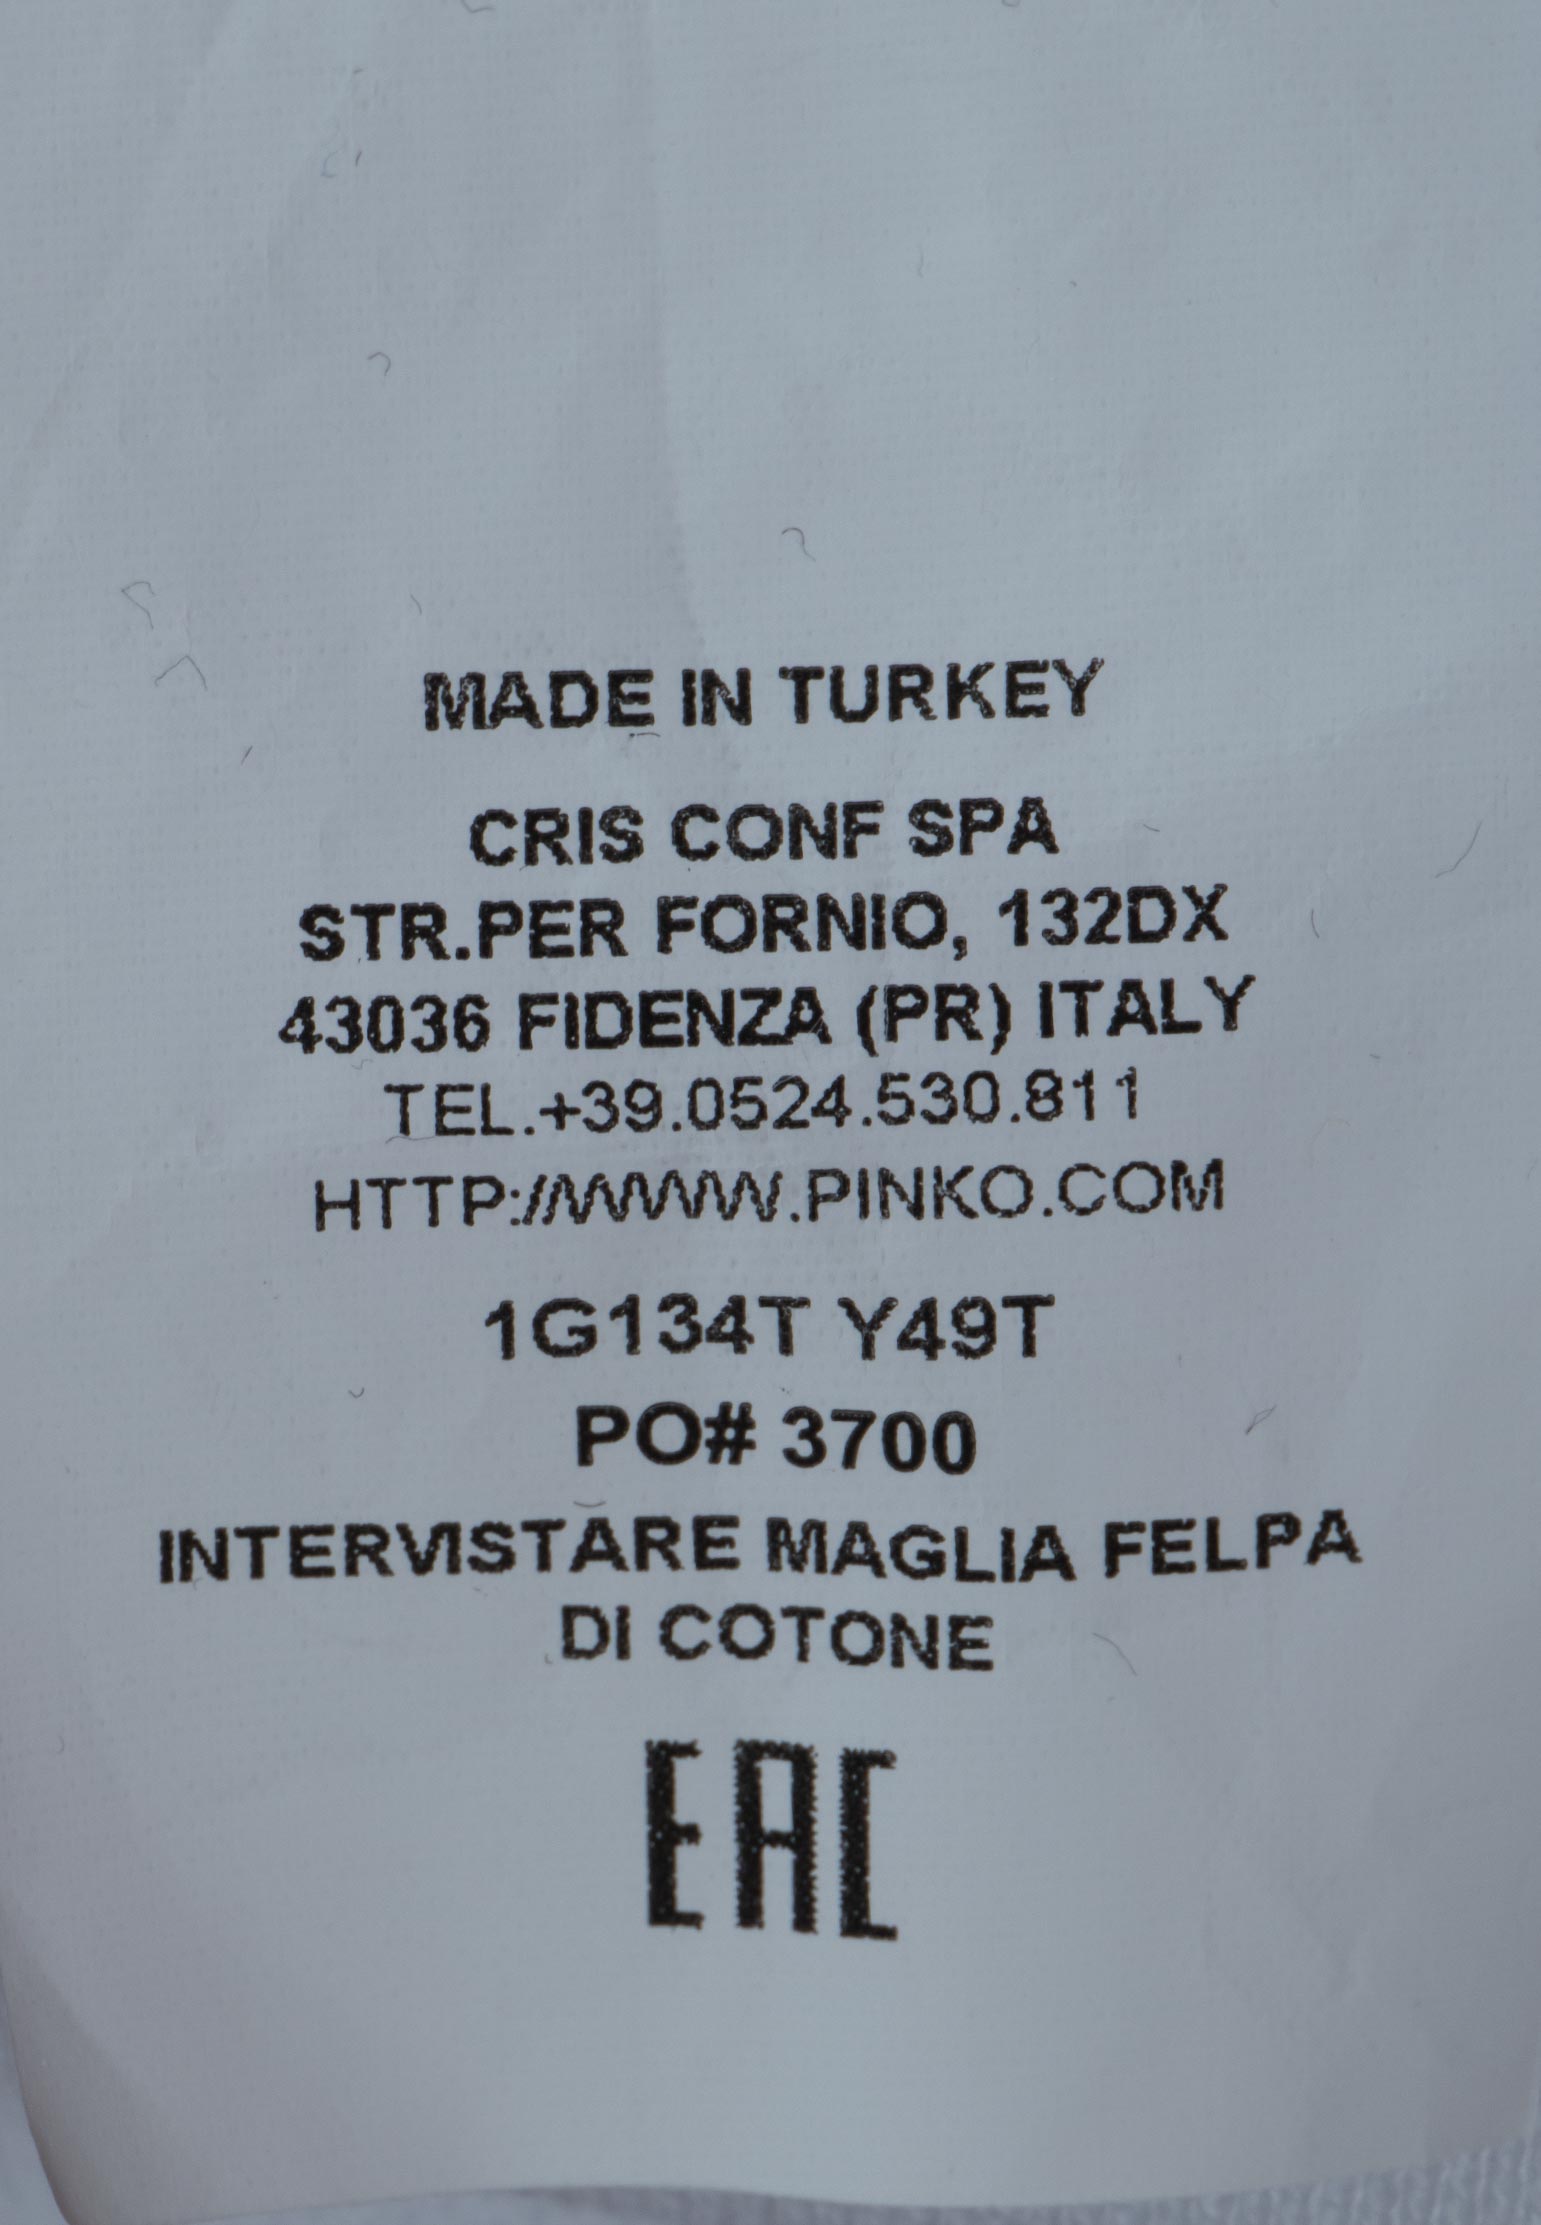 MADE IN TURKEY
CRIS CONF SPA
STR.PER FORNIO, 132DX
43036 FIDENZA (PR) ITALY
TEL.+39.0524.530.811
HTTP://WWW.PINKO.COM
1G134T Y49T
PO# 3700
INTERVISTARE MAGLIA FELPA
DI COTONE
EAC